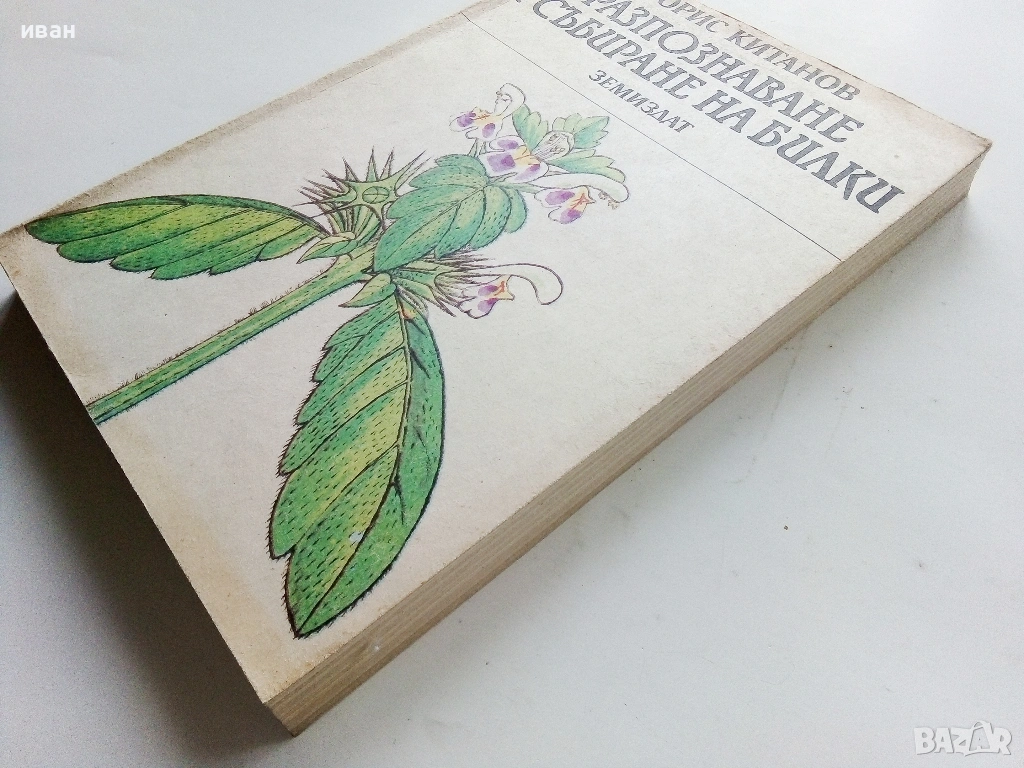 иван
ОРИС КИТАНОВ
РАЗПОЗНАВАНЕ
СЪБИРАНЕ НА БИЛКИ
ЗЕМИЗДАТ
BAZAR